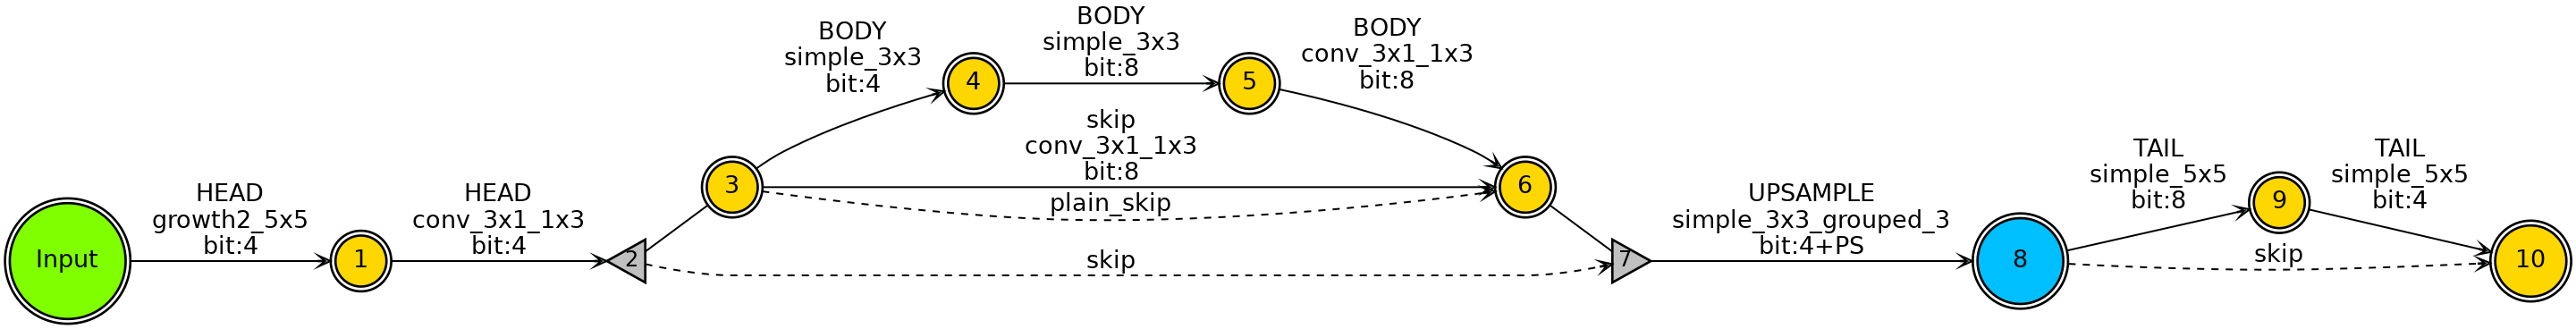 Input
HEAD
growth2_5x5
bit:4
1
HEAD
conv_3x1_1x3
bit:4
2
3
BODY
simple_3x3
bit:4
4
BODY
simple_3x3
bit:8
5
BODY
conv_3x1_1x3
bit:8
skip
conv_3x1_1x3
bit:8
plain_skip
6
skip
7
UPSAMPLE
simple_3x3_grouped_3
bit:4+PS
8
TAIL
simple_5x5
bit:8
9
TAIL
simple_5x5
bit:4
skip
10